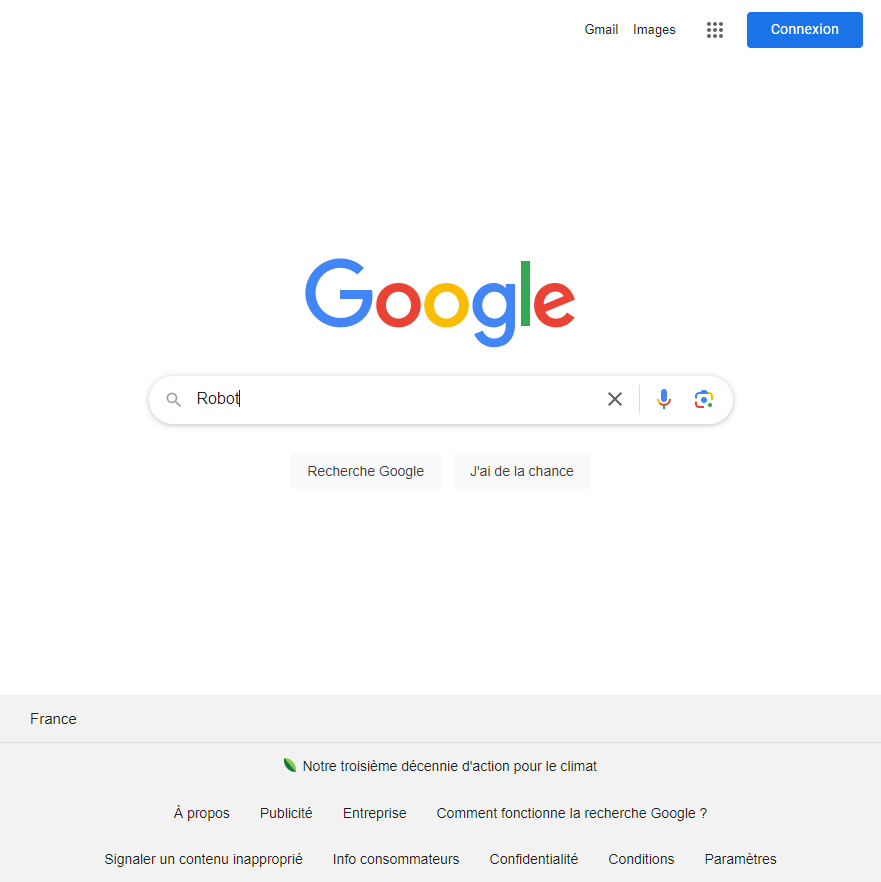 Gmail Images Connexion
Google
Robot
Recherche Google J'ai de la chance
France
Notre troisième décennie d'action pour le climat
À propos Publicité Entreprise Comment fonctionne la recherche Google ?
Signaler un contenu inapproprié Info consommateurs Confidentialité Conditions Paramètres